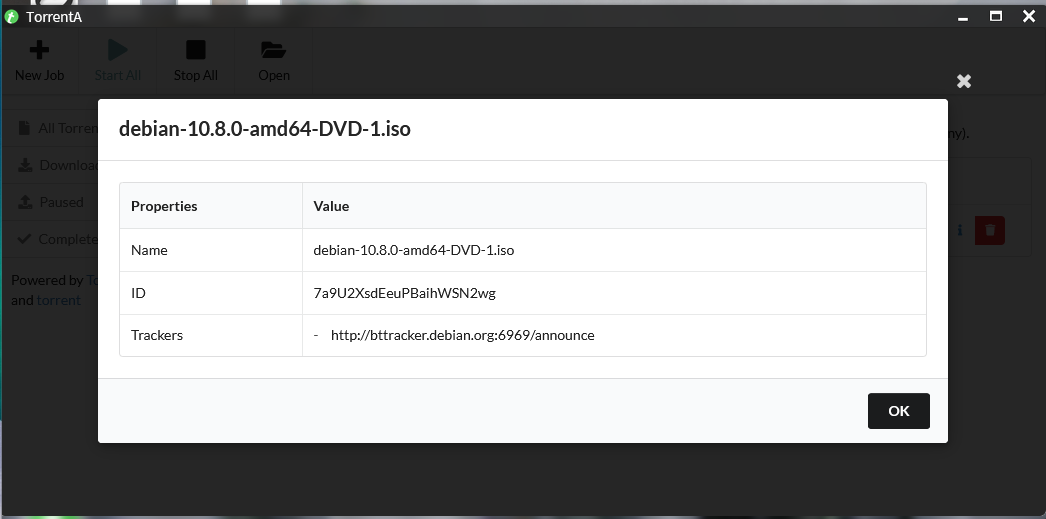 TorrentA
New Job
Start All
Stop All
Open
All Torren
ny).
Downloa
Paused
Complete
Powered by To
and torrent
debian-10.8.0-amd64-DVD-1.iso
Properties Value
Name debian-10.8.0-amd64-DVD-1.iso
ID 7a9U2XsdEeuPBaihWSN2wg
Trackers - http://bttracker.debian.org:6969/announce
OK